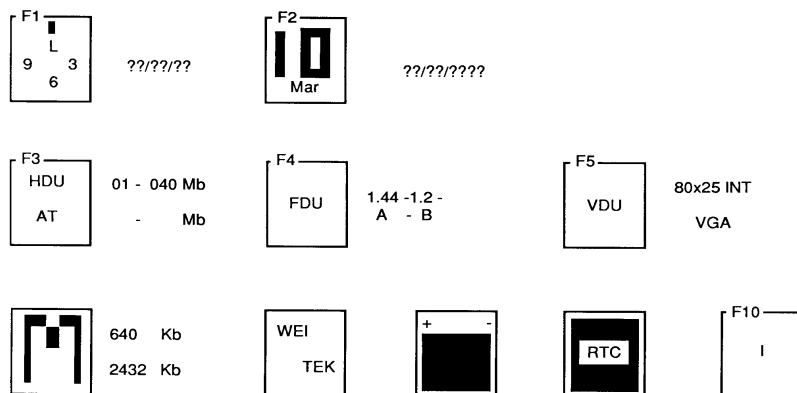 F1
L
9 3
6
??/??/??
F2
10
Mar
??/??/????
F3
HDU
AT
01 - 040 Mb
- Mb
F4
FDU
1.44 -1.2 -
A - B
F5
VDU
80x25 INT
VGA
M
640 Kb
2432 Kb
WEI
TEK
+ -
RTC
F10
I